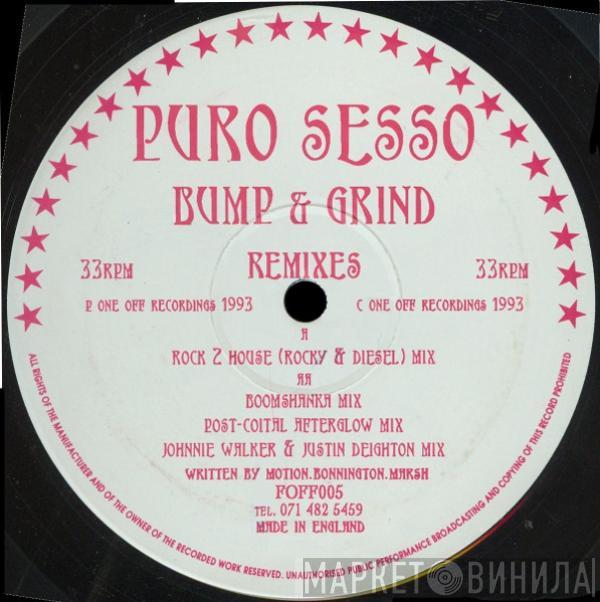 PURO SESSO
BUMP & GRIND
REMIXES
33RPM 33RPM
P ONE OFF RECORDINGS 1993 C ONE OFF RECORDINGS 1993
A
ROCK 2 HOUSE (ROCKY & DIESEL) MIX
AA
BOOMSHANKA MIX
POST-COITAL AFTERGLOW MIX
JOHNNIE WALKER & JUSTIN DEIGHTON MIX
WRITTEN BY MOTION.BONNINGTON.MARSH
FOFF005
TEL. 071 482 5459
MADE IN ENGLAND
ALL RIGHTS OF THE MANUFACTURER AND OF THE OWNER OF THE RECORDED WORK RESERVED. UNAUTHORISED PUBLIC PERFORMANCE BROADCASTING AND COPYING OF THIS RECORD PROHIBITED
МАРКЕТ ВИНИЛА